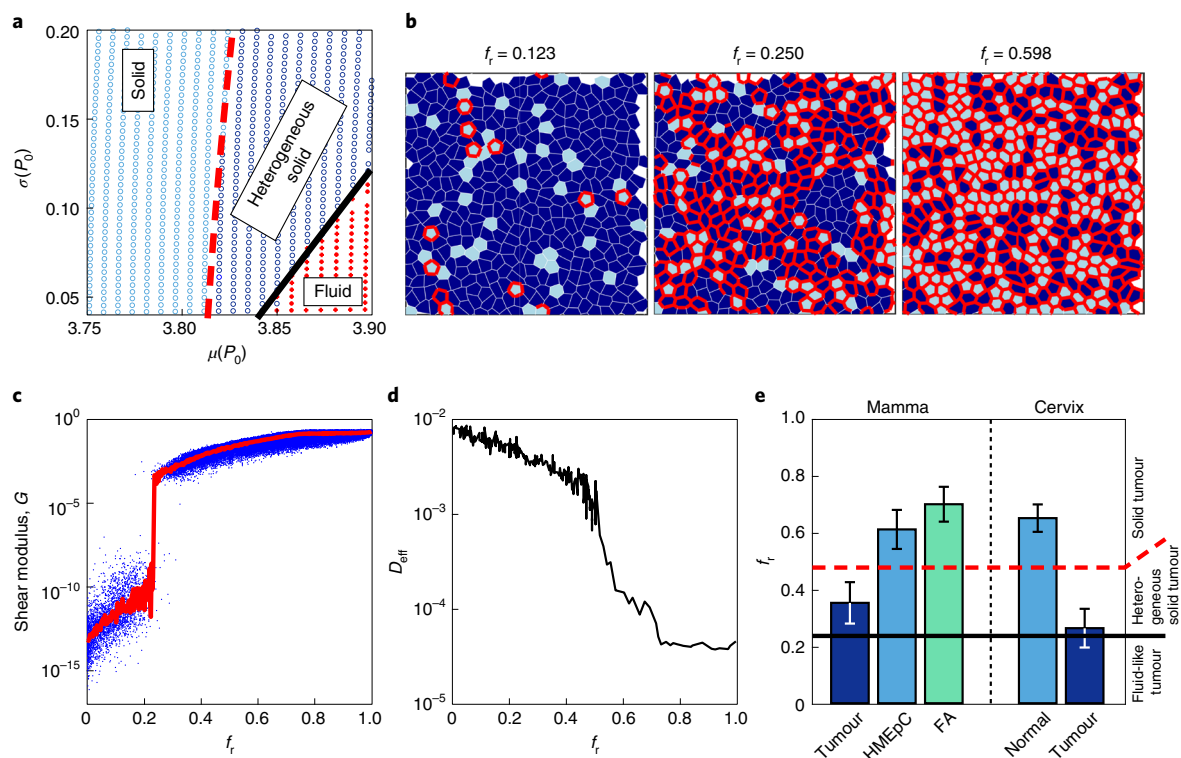 a
0.20
0.15
0.10
0.05
σ(P0)
Solid
Heterogeneous
solid
Fluid
3.75
3.80
3.85
3.90
μ(P0)
b
fr = 0.123
fr = 0.250
fr = 0.598
c
Shear modulus, G
10^0
10^−5
10^−10
10^−15
0
0.2
0.4
0.6
0.8
1.0
fr
d
Deff
10^−2
10^−3
10^−4
10^−5
0
0.2
0.4
0.6
0.8
1.0
fr
e
Mamma
Cervix
fr
1.0
0.8
0.6
0.4
0.2
0
Tumour
HMEpC
FA
Normal
Tumour
Solid tumour
Hetero-
geneous
solid tumour
Fluid-like
tumour